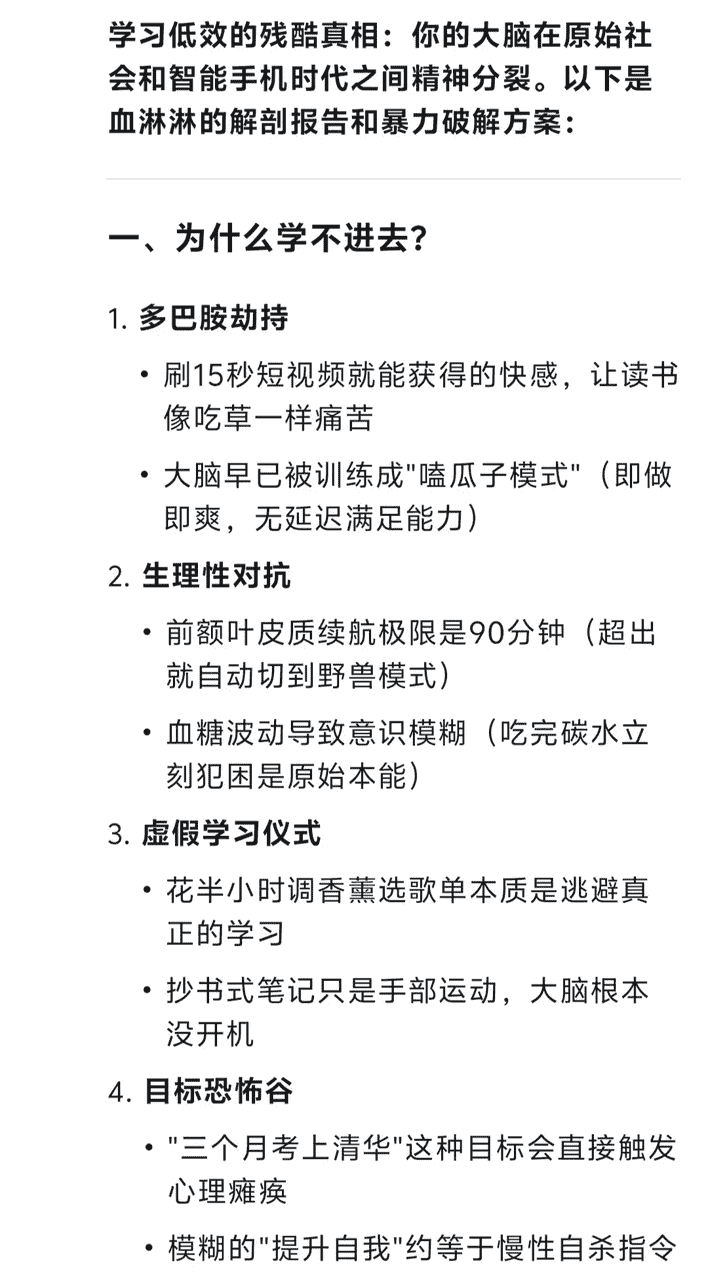 学习低效的残酷真相：你的大脑在原始社
会和智能手机时代之间精神分裂。以下是
血淋淋的解剖报告和暴力破解方案：
一、为什么学不进去？
1. 多巴胺劫持
• 刷15秒短视频就能获得的快感，让读书
像吃草一样痛苦
• 大脑早已被训练成"嗑瓜子模式"（即做
即爽，无延迟满足能力）
2. 生理性对抗
• 前额叶皮质续航极限是90分钟（超出
就自动切到野兽模式）
• 血糖波动导致意识模糊（吃完碳水立
刻犯困是原始本能）
3. 虚假学习仪式
• 花半小时调香薰选歌单本质是逃避真
正的学习
• 抄书式笔记只是手部运动，大脑根本
没开机
4. 目标恐怖谷
• "三个月考上清华"这种目标会直接触发
心理瘫痪
• 模糊的"提升自我"约等于慢性自杀指令